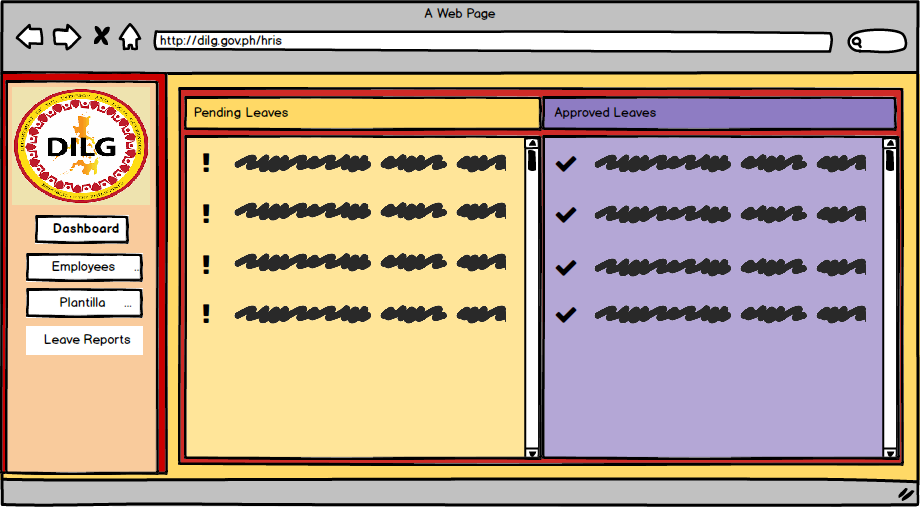 A Web Page
http://dilg.gov.ph/hris
DILG
Dashboard
Employees ...
Plantilla ...
Leave Reports
Pending Leaves
Approved Leaves
!
!
!
!